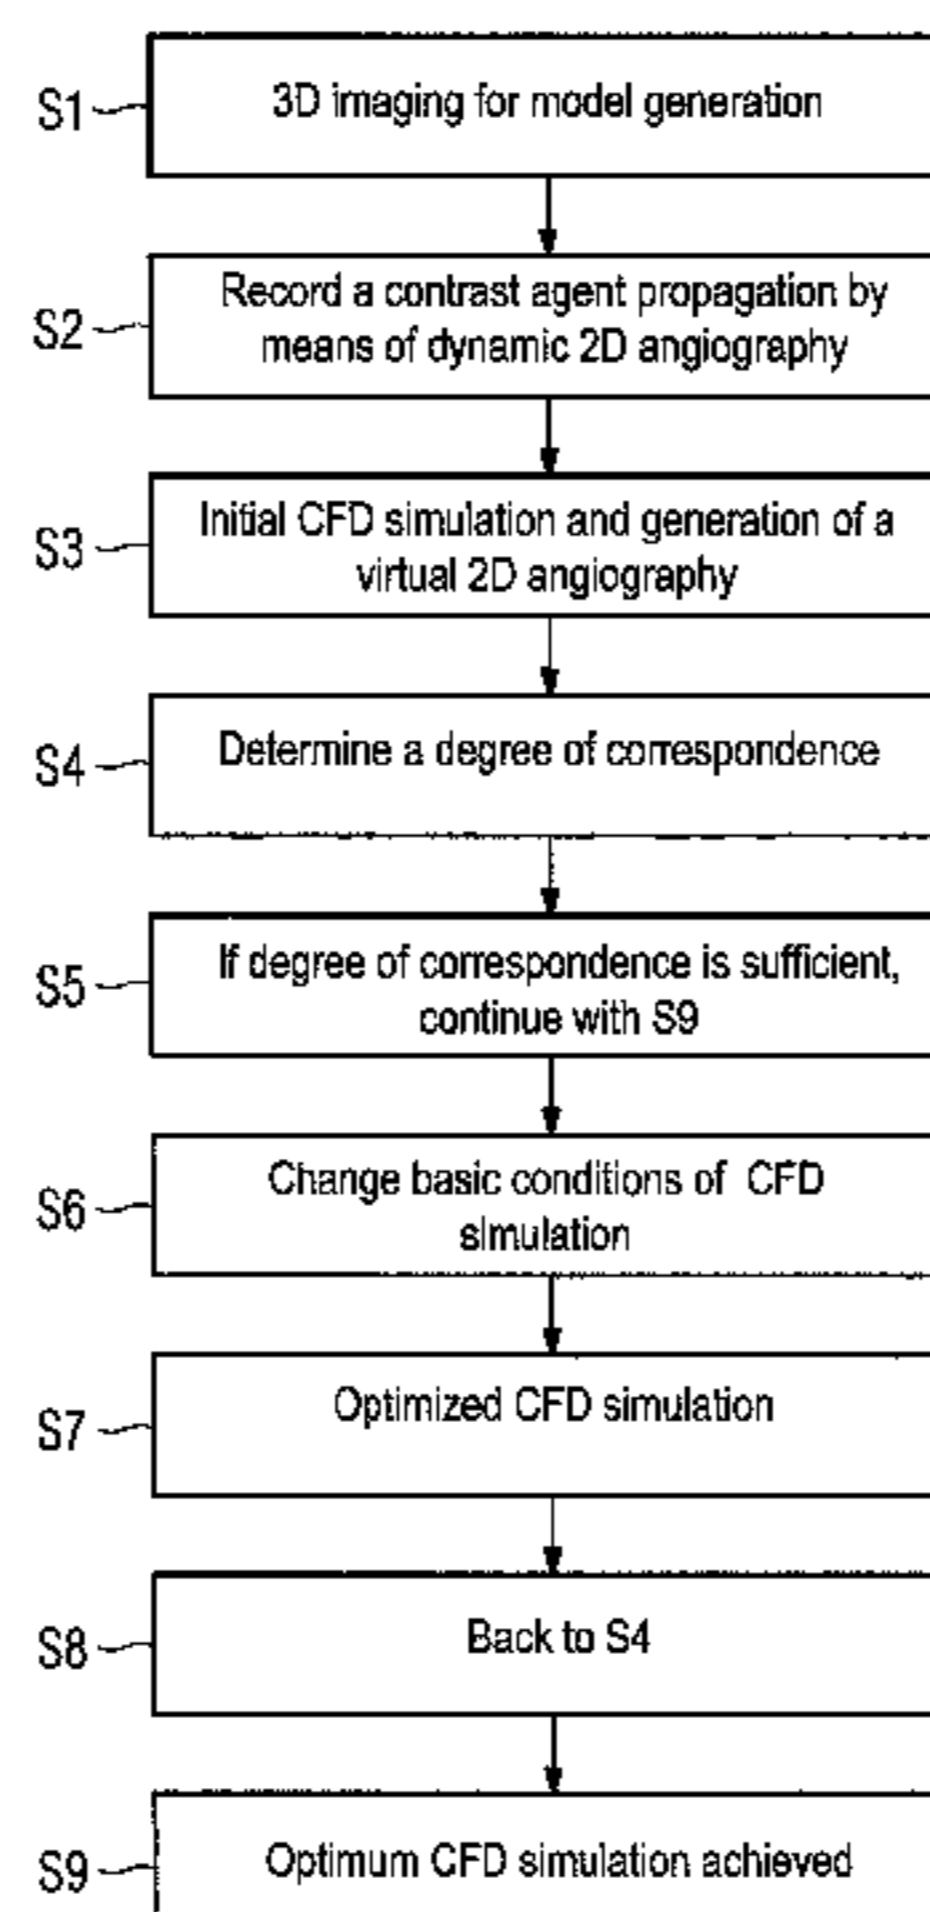 S1
3D imaging for model generation
S2
Record a contrast agent propagation by
means of dynamic 2D angiography
S3
Initial CFD simulation and generation of a
virtual 2D angiography
S4
Determine a degree of correspondence
S5
If degree of correspondence is sufficient,
continue with S9
S6
Change basic conditions of CFD
simulation
S7
Optimized CFD simulation
S8
Back to S4
S9
Optimum CFD simulation achieved